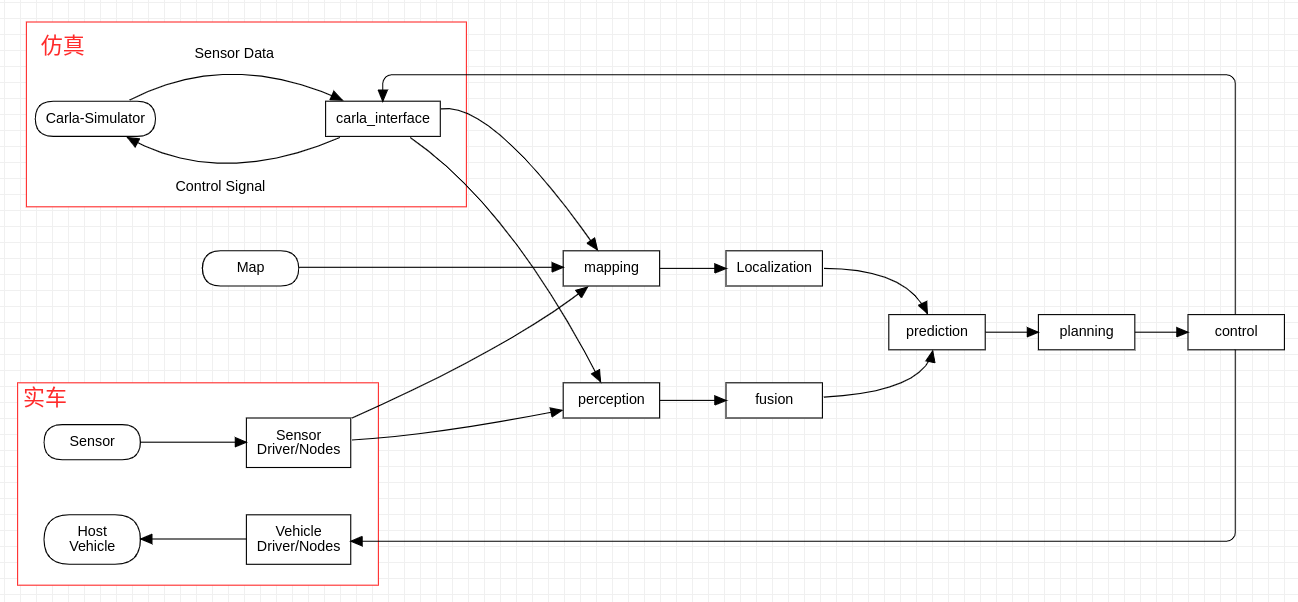 仿真
Sensor Data
Carla-Simulator
carla_interface
Control Signal
Map
mapping
Localization
prediction
planning
control
实车
perception
fusion
Sensor
Sensor
Driver/Nodes
Host
Vehicle
Vehicle
Driver/Nodes